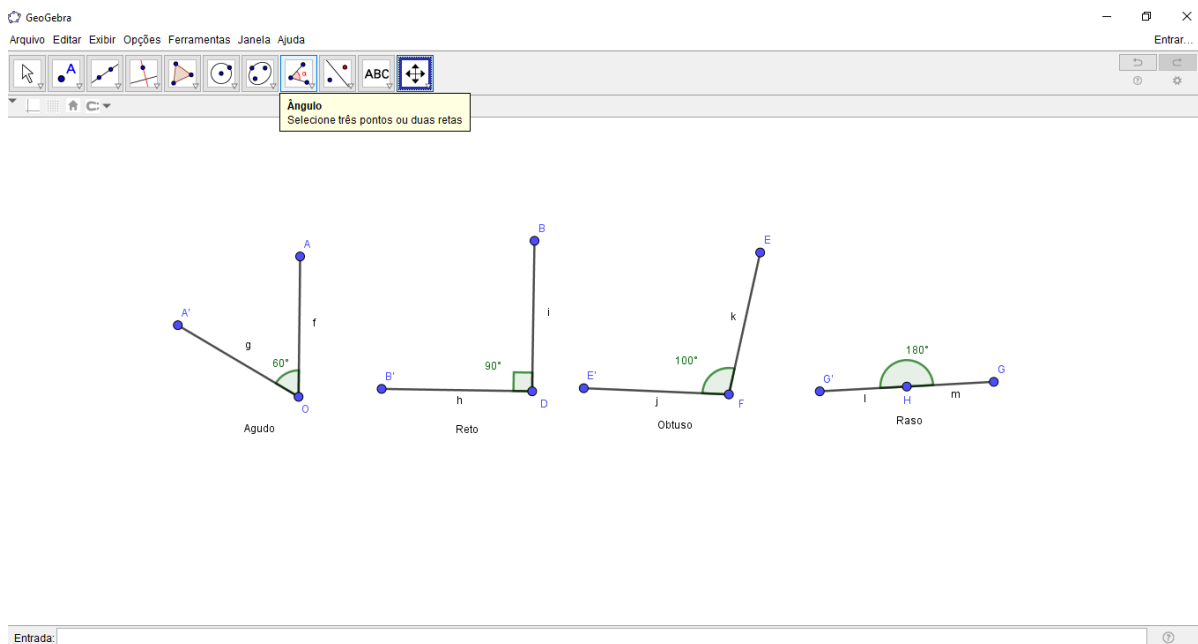 GeoGebra
Arquivo Editar Exibir Opções Ferramentas Janela Ajuda
Entrar...
A
α
ABC
Ângulo
Selecione três pontos ou duas retas
A
A'
g
f
60°
O
Agudo
B
i
90°
B'
h
D
Reto
E
k
100°
E'
j
F
Obtuso
180°
G'
G
l
H
m
Raso
Entrada: